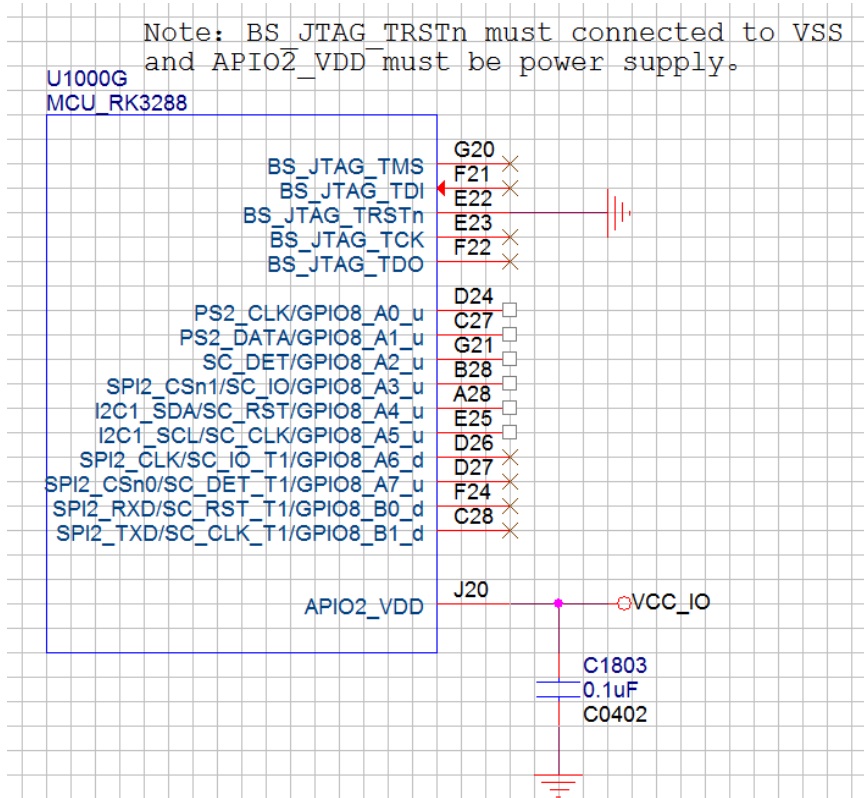 Note: BS_JTAG_TRSTn must connected to VSS
and APIO2_VDD must be power supply。
U1000G
MCU_RK3288
BS_JTAG_TMS G20
BS_JTAG_TDI F21
BS_JTAG_TRSTn E22
BS_JTAG_TCK E23
BS_JTAG_TDO F22
PS2_CLK/GPIO8_A0_u D24
PS2_DATA/GPIO8_A1_u C27
SC_DET/GPIO8_A2_u G21
SPI2_CSn1/SC_IO/GPIO8_A3_u B28
I2C1_SDA/SC_RST/GPIO8_A4_u A28
I2C1_SCL/SC_CLK/GPIO8_A5_u E25
SPI2_CLK/SC_IO_T1/GPIO8_A6_d D26
SPI2_CSn0/SC_DET_T1/GPIO8_A7_u D27
SPI2_RXD/SC_RST_T1/GPIO8_B0_d F24
SPI2_TXD/SC_CLK_T1/GPIO8_B1_d C28
APIO2_VDD J20 VCC_IO
C1803
0.1uF
C0402